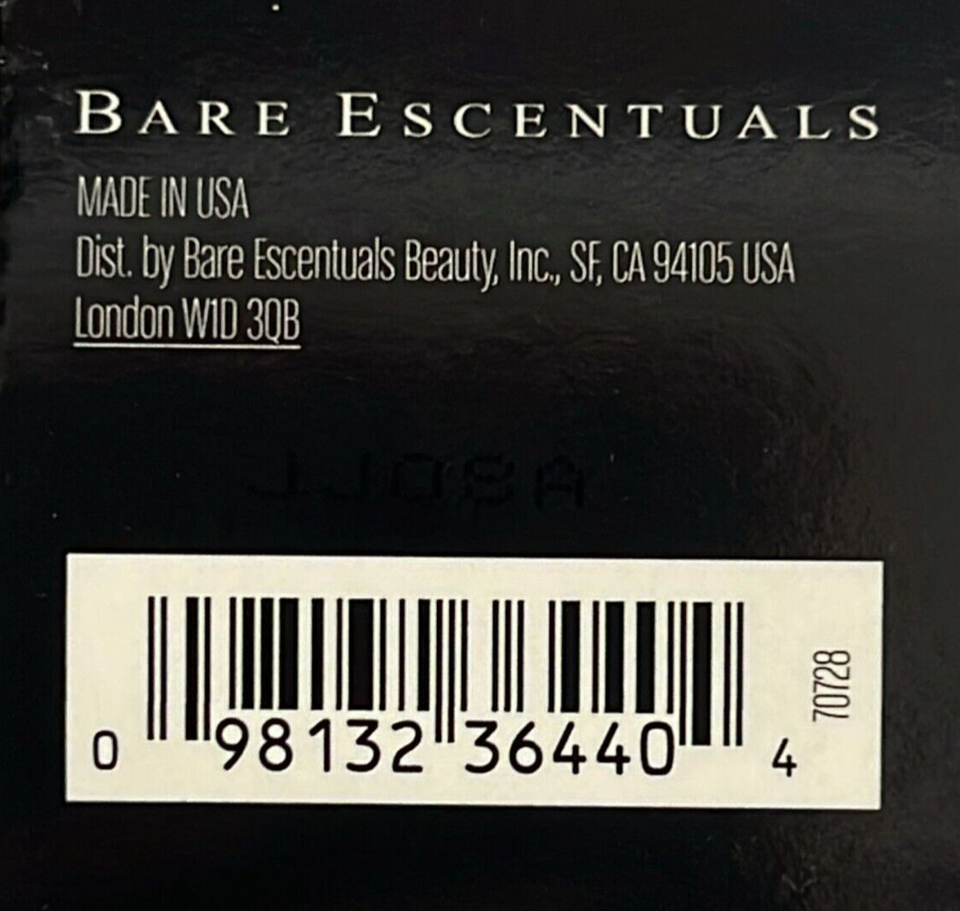 BARE ESCENTUALS
MADE IN USA
Dist. by Bare Escentuals Beauty, Inc., SF, CA 94105 USA
London W1D 3QB
JJ08A
0 98132 36440 4
70728